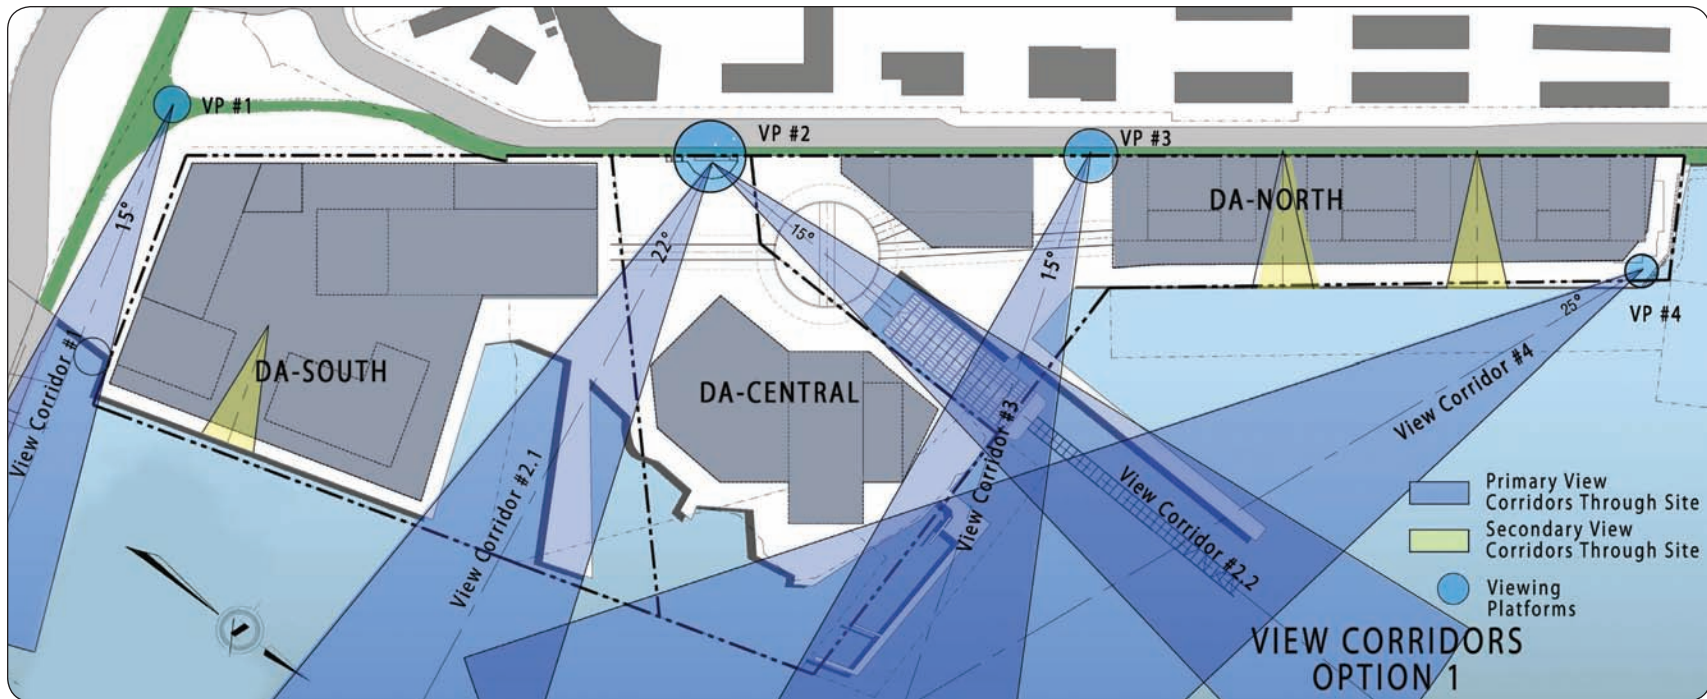 VP #1
VP #2
VP #3
15°
22°
15°
15°
DA-NORTH
25°
VP #4
View Corridor #1
DA-SOUTH
DA-CENTRAL
View Corridor #2.1
View Corridor #3
View Corridor #2.2
View Corridor #4
Primary View
Corridors Through Site
Secondary View
Corridors Through Site
Viewing
Platforms
VIEW CORRIDORS
OPTION 1